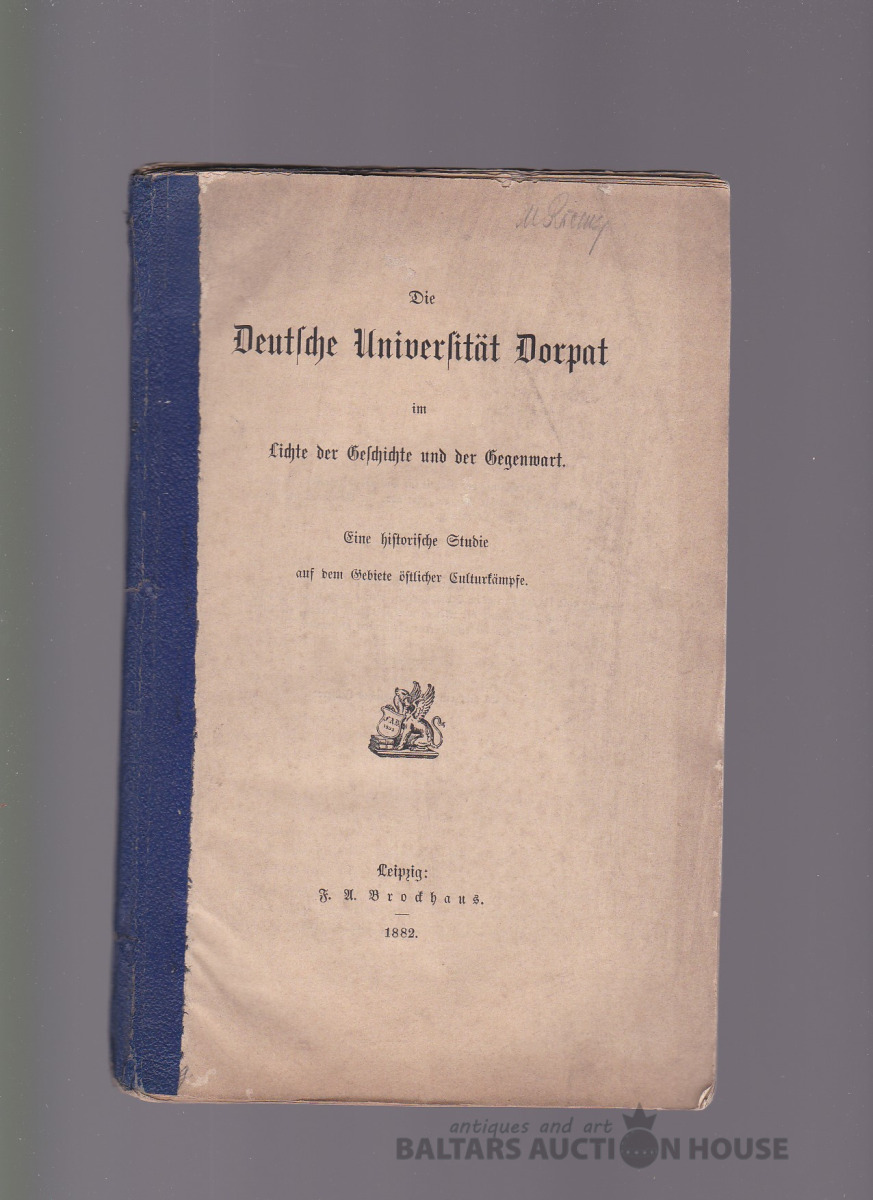 Die
Deutſche Univerſität Dorpat
im
Lichte der Geſchichte und der Gegenwart.
Eine hiſtoriſche Studie
auf dem Gebiete öſtlicher Culturkämpfe.
Leipzig:
F. A. Brockhaus.
1882.
antiques and art
BALTARS AUCTION HOUSE